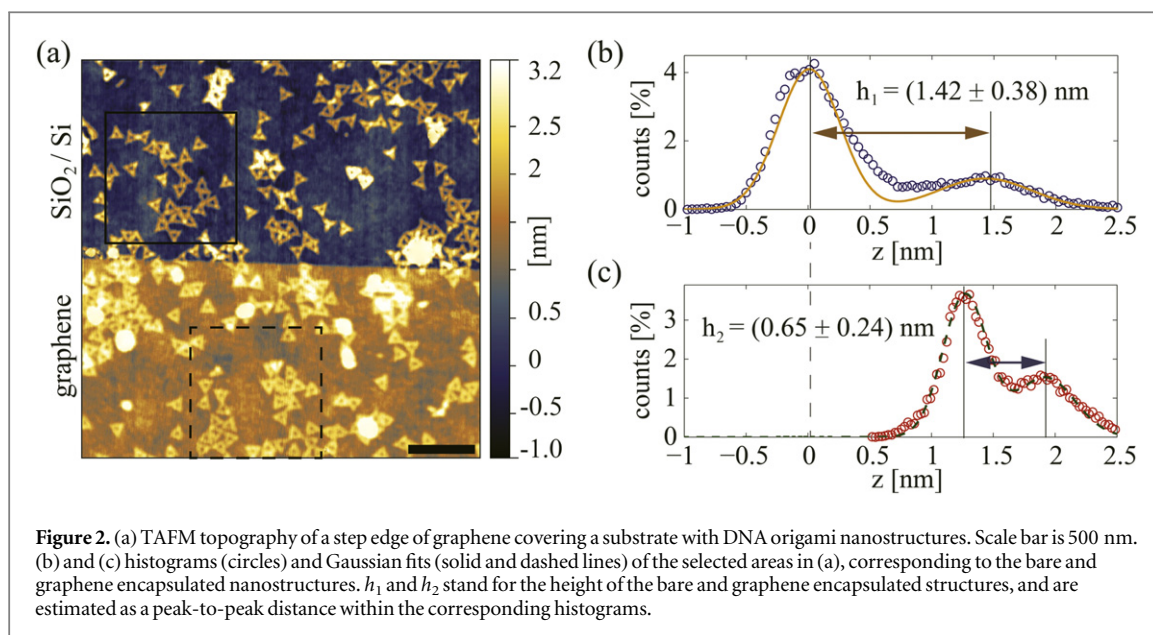 (a)
SiO2 / Si
graphene
3.2
2.5
2
[nm]
0.5
0
-0.5
-1.0
(b)
counts [%]
4
2
0
h1 = (1.42 ± 0.38) nm
−1 −0.5 0 0.5 1 1.5 2 2.5
z [nm]
(c)
counts [%]
3
2
1
0
h2 = (0.65 ± 0.24) nm
−1 −0.5 0 0.5 1 1.5 2 2.5
z [nm]
Figure 2. (a) TAFM topography of a step edge of graphene covering a substrate with DNA origami nanostructures. Scale bar is 500 nm.
(b) and (c) histograms (circles) and Gaussian fits (solid and dashed lines) of the selected areas in (a), corresponding to the bare and
graphene encapsulated nanostructures. h1 and h2 stand for the height of the bare and graphene encapsulated structures, and are
estimated as a peak-to-peak distance within the corresponding histograms.